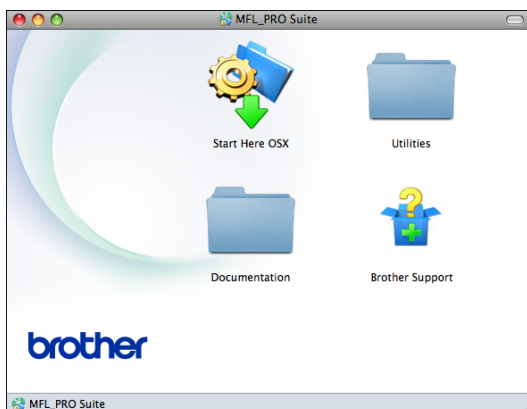 MFL_PRO Suite
Start Here OSX
Utilities
Documentation
Brother Support
brother
MFL_PRO Suite